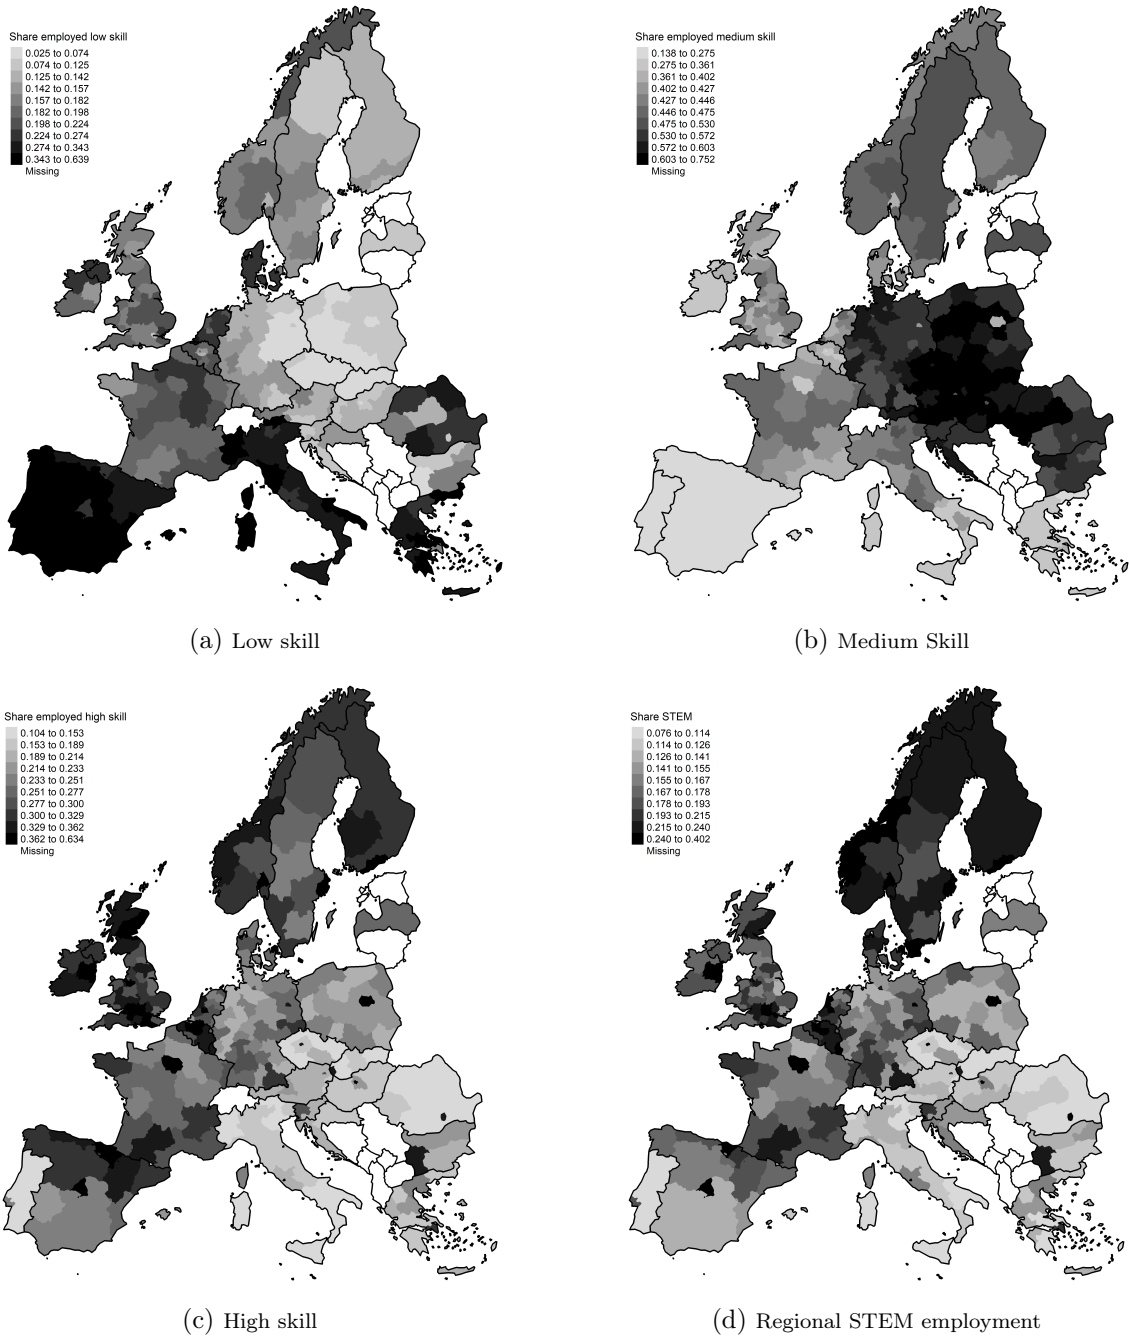 Share employed low skill
0.025 to 0.074
0.074 to 0.125
0.125 to 0.142
0.142 to 0.157
0.157 to 0.182
0.182 to 0.198
0.198 to 0.224
0.224 to 0.274
0.274 to 0.343
0.343 to 0.639
Missing
(a) Low skill
Share employed medium skill
0.138 to 0.275
0.275 to 0.361
0.361 to 0.402
0.402 to 0.427
0.427 to 0.446
0.446 to 0.475
0.475 to 0.530
0.530 to 0.572
0.572 to 0.603
0.603 to 0.752
Missing
(b) Medium Skill
Share employed high skill
0.104 to 0.153
0.153 to 0.189
0.189 to 0.214
0.214 to 0.233
0.233 to 0.251
0.251 to 0.277
0.277 to 0.300
0.300 to 0.329
0.329 to 0.362
0.362 to 0.634
Missing
(c) High skill
Share STEM
0.076 to 0.114
0.114 to 0.126
0.126 to 0.141
0.141 to 0.155
0.155 to 0.167
0.167 to 0.178
0.178 to 0.193
0.193 to 0.215
0.215 to 0.240
0.240 to 0.402
Missing
(d) Regional STEM employment